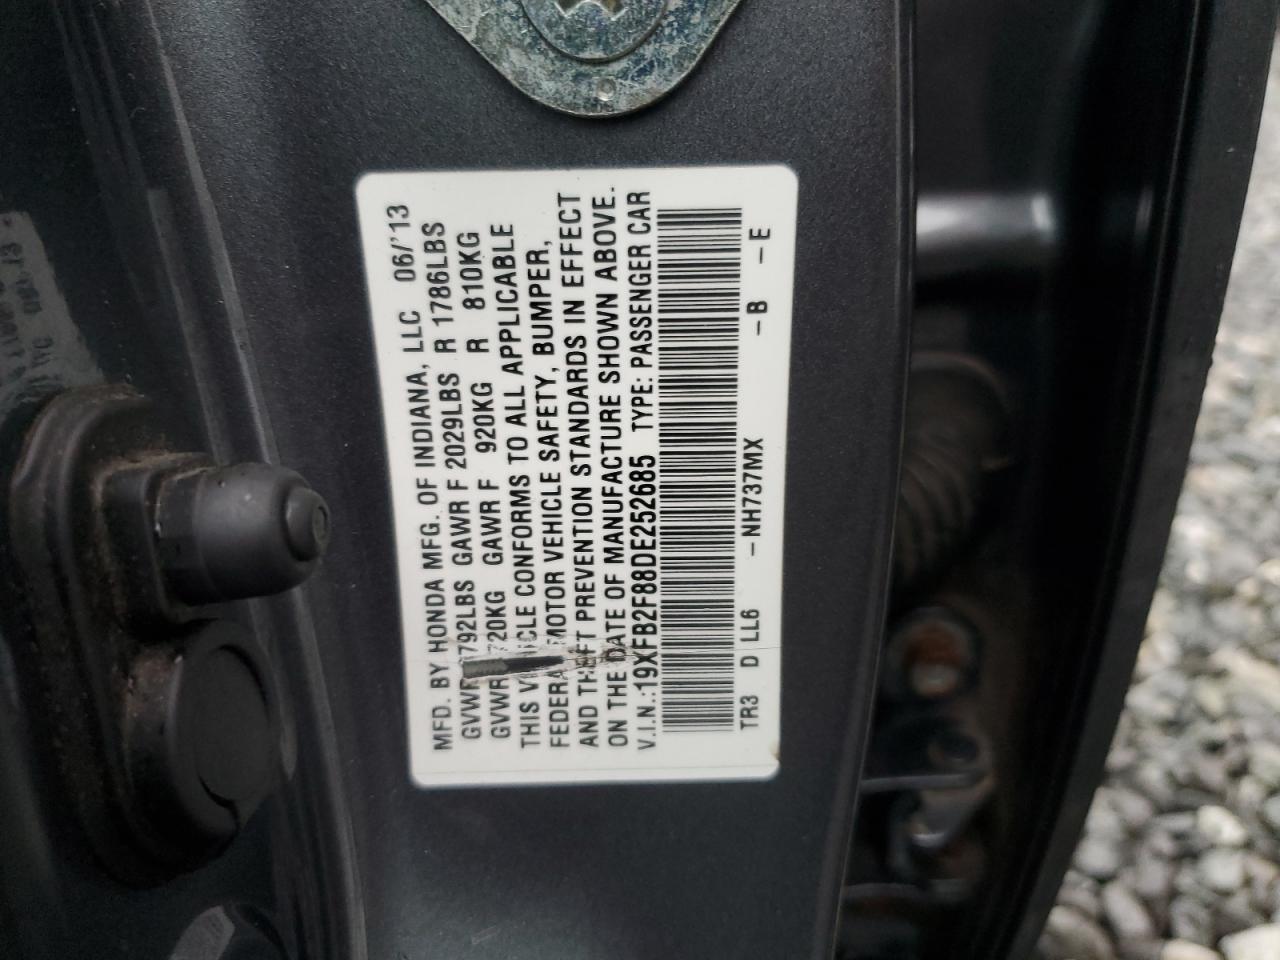 MFD. BY HONDA MFG. OF INDIANA, LLC 06/'13
GVWR 792LBS GAWR F 2029LBS R 1786LBS
GVWR 720KG GAWR F 920KG R 810KG
THIS VEHICLE CONFORMS TO ALL APPLICABLE
FEDERAL MOTOR VEHICLE SAFETY, BUMPER,
AND THEFT PREVENTION STANDARDS IN EFFECT
ON THE DATE OF MANUFACTURE SHOWN ABOVE.
V.I.N.:19XFB2F88DE252685 TYPE: PASSENGER CAR
TR3 D LL6 -NH737MX -B -E